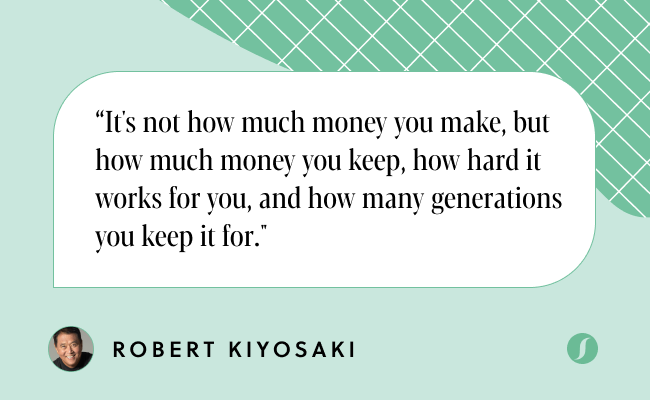 “It's not how much money you make, but
how much money you keep, how hard it
works for you, and how many generations
you keep it for."
ROBERT KIYOSAKI